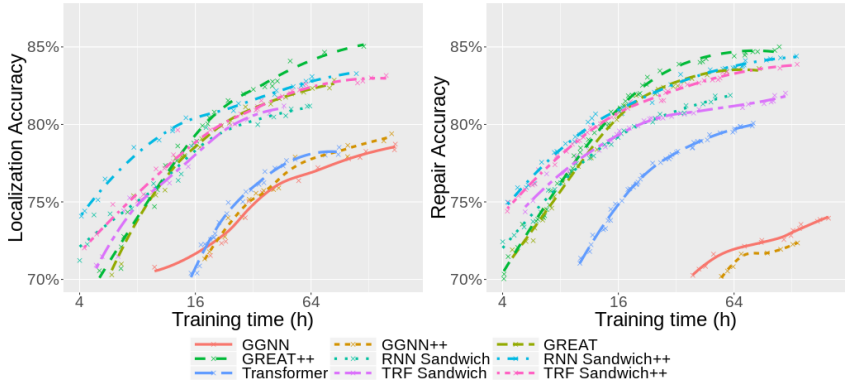 Localization Accuracy
85%
80%
75%
70%
4 16 64
Training time (h)
Repair Accuracy
85%
80%
75%
70%
4 16 64
Training time (h)
GGNN GGNN++ GREAT
GREAT++ RNN Sandwich RNN Sandwich++
Transformer TRF Sandwich TRF Sandwich++